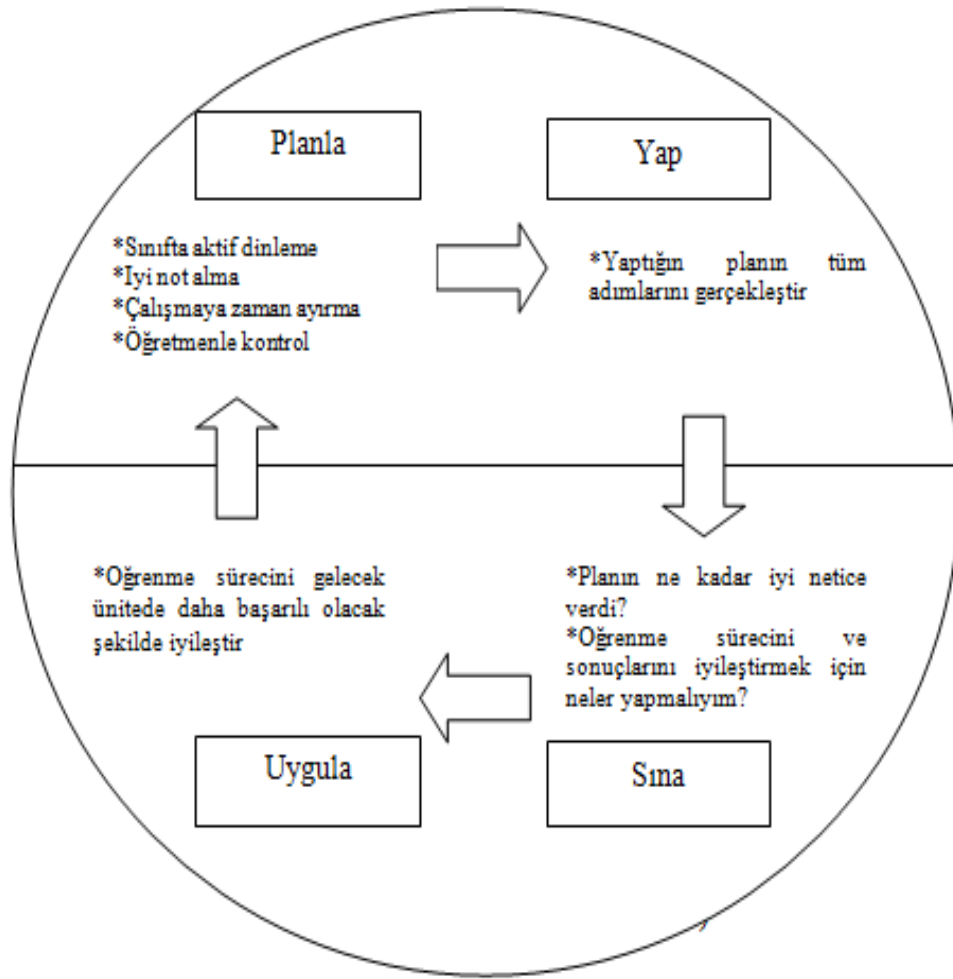 Planla
Yap
*Sınıfta aktif dinleme
*Iyi not alma
*Çalışmaya zaman ayırma
*Öğretmenle kontrol
*Yaptığın planın tüm
adımlarını gerçekleştir
*Oğrenme sürecini gelecek
ünitede daha başarılı olacak
şekilde iyileştir
*Planın ne kadar iyi netice
verdi?
*Oğrenme sürecini ve
sonuçlarını iyileştirmek için
neler yapmalıyım?
Uygula
Sına